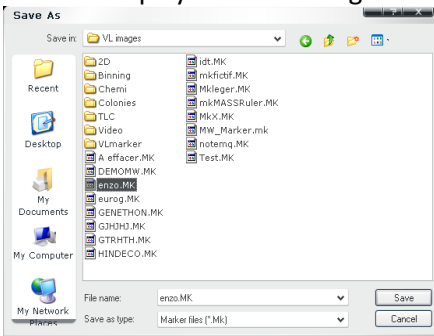 Save As
Save in: VL images
Recent
Desktop
My
Documents
My Computer
My Network
Places
2D
Binning
Chemi
Colonies
TLC
Video
VLmarker
A effacer.MK
DEMOMW.MK
enzo.MK
eurog.MK
GENETHON.MK
GJHJHJ.MK
GTRHTH.MK
HINDECO.MK
idt.MK
mkfictif.MK
Mkleger.MK
mkMASSRuler.MK
MkX.MK
MW_Marker.mk
notemq.MK
Test.MK
File name: enzo.MK
Save
Save as type: Marker files (*.Mk)
Cancel